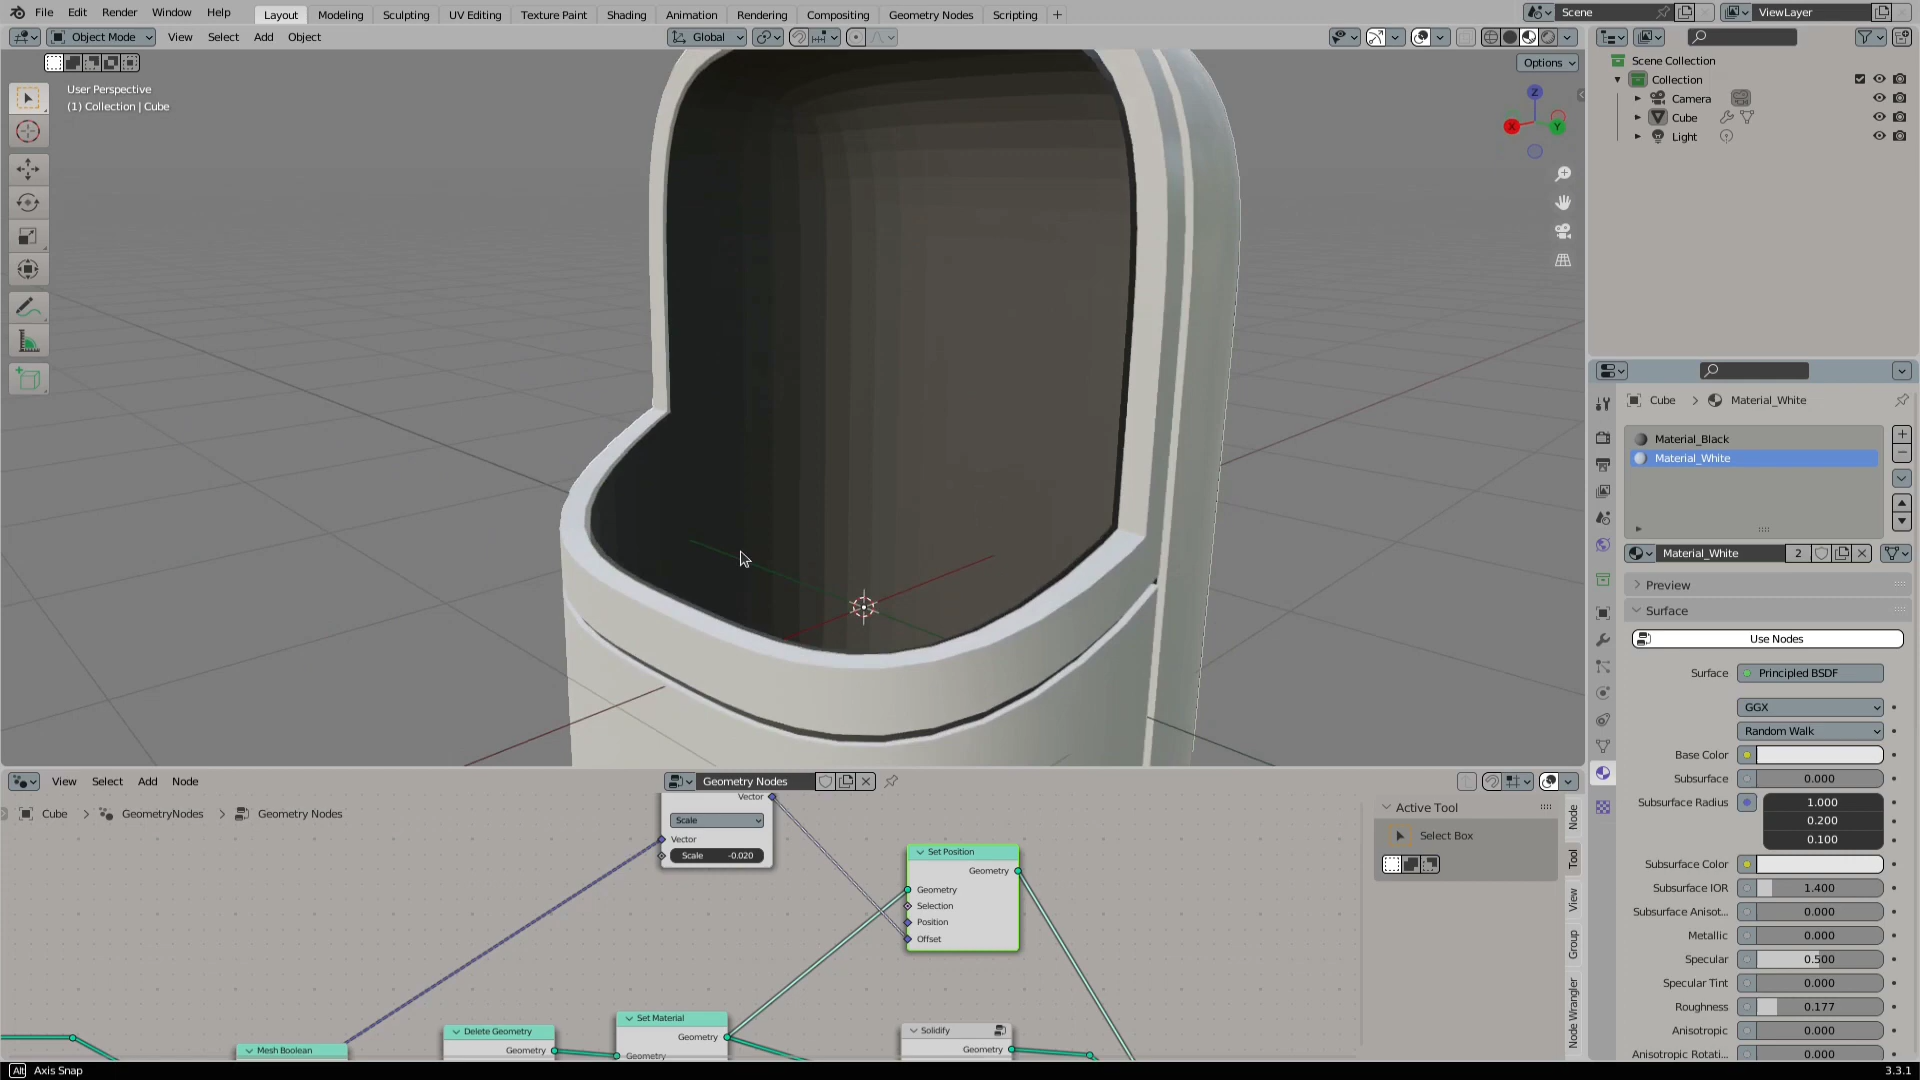 File Edit Render Window Help Layout Modeling Sculpting UV Editing Texture Paint Shading Animation Rendering Compositing Geometry Nodes Scripting
Scene ViewLayer
Object Mode View Select Add Object Global
Options
User Perspective
(1) Collection | Cube
Z
X
Y
Scene Collection
Collection
Camera
Cube
Light
Cube > Material_White
Material_Black
Material_White
Material_White 2
Preview
Surface
Use Nodes
Surface Principled BSDF
GGX
Random Walk
Base Color
Subsurface 0.000
Subsurface Radius 1.000
0.200
0.100
Subsurface Color
Subsurface IOR 1.400
Subsurface Anisot... 0.000
Metallic 0.000
Specular 0.500
Specular Tint 0.000
Roughness 0.177
Anisotropic 0.000
Anisotropic Rotati... 0.000
View Select Add Node Geometry Nodes
Cube > GeometryNodes > Geometry Nodes
Vector
Scale
Vector
Scale -0.020
Set Position
Geometry
Geometry
Selection
Position
Offset
Set Material
Geometry
Geometry
Delete Geometry
Geometry
Mesh Boolean
Solidify
Geometry
Active Tool
Select Box
Node
Tool
View
Group
Node Wrangler
Alt Axis Snap
3.3.1